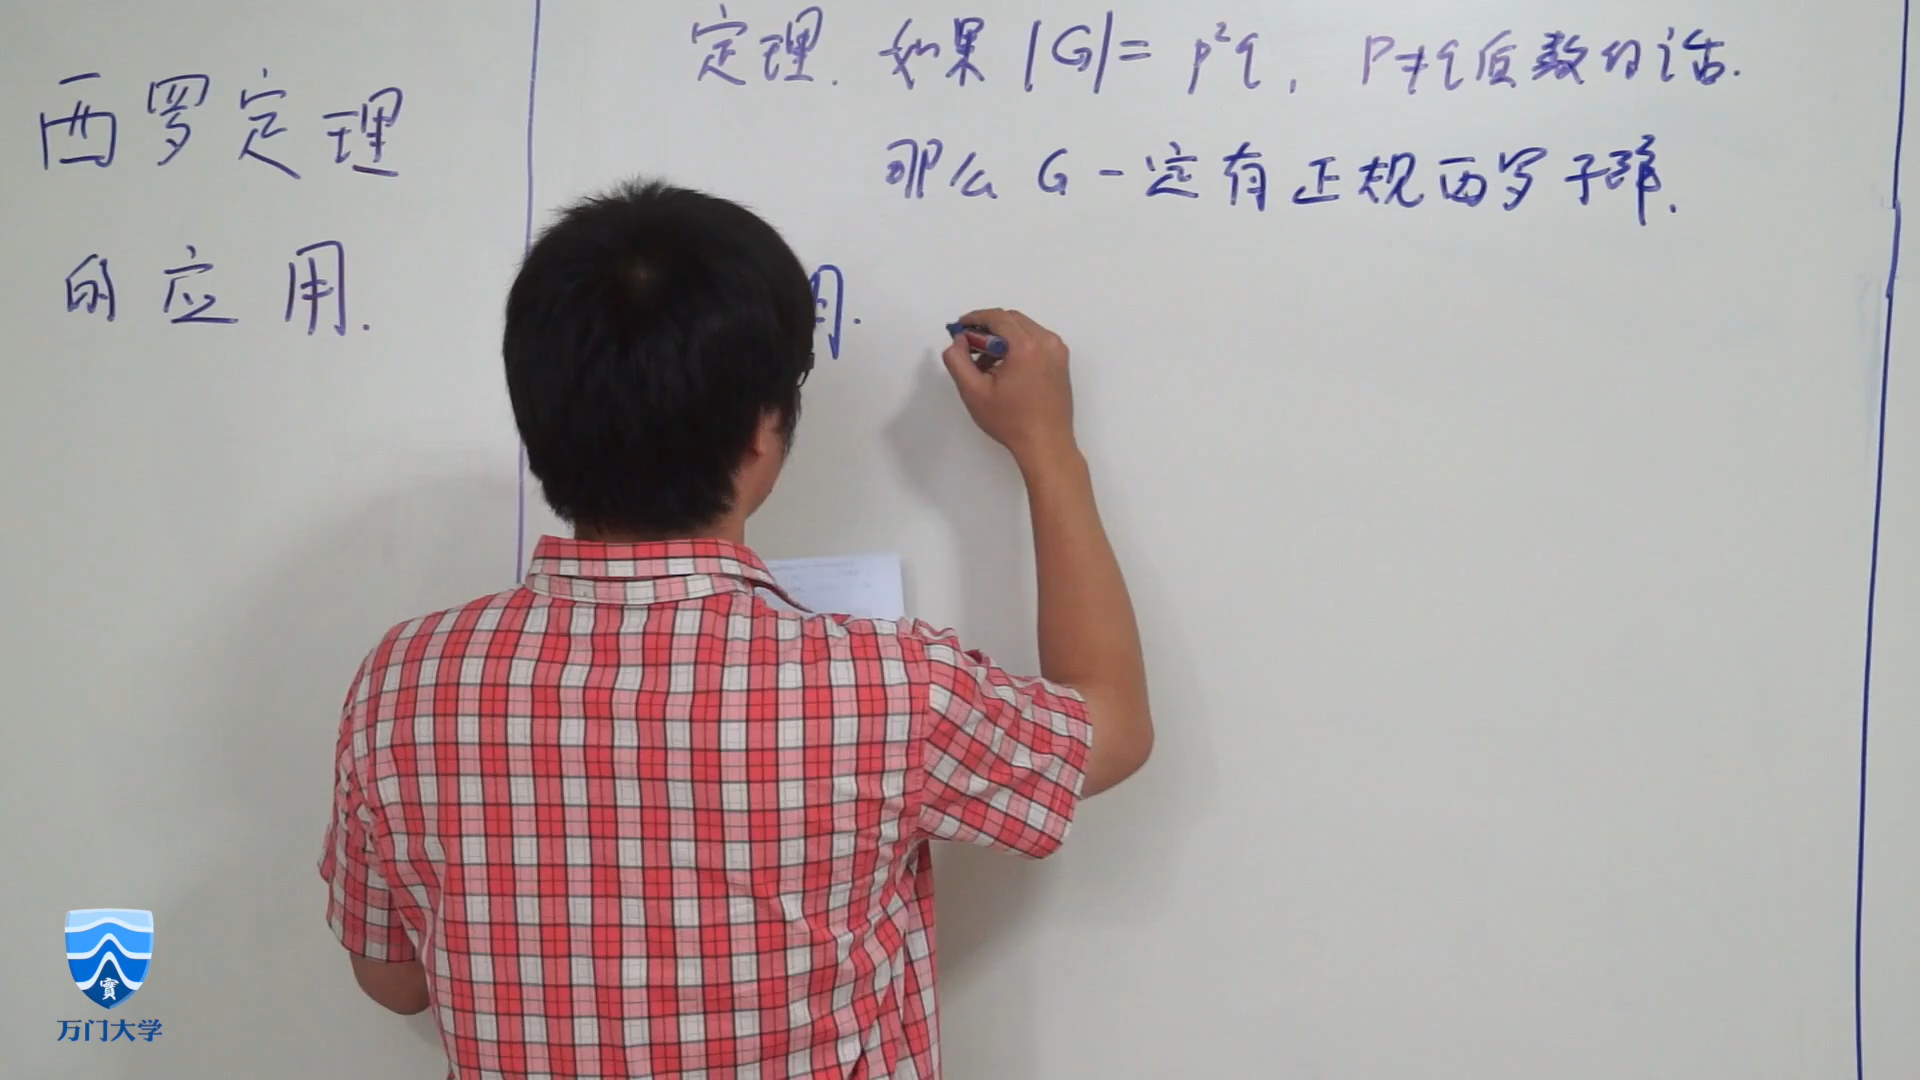 西罗定理
的应用.
定理. 如果 |G| = p²q, p≠q质数的话.
那么 G一定有正规西罗子群.
万门大学